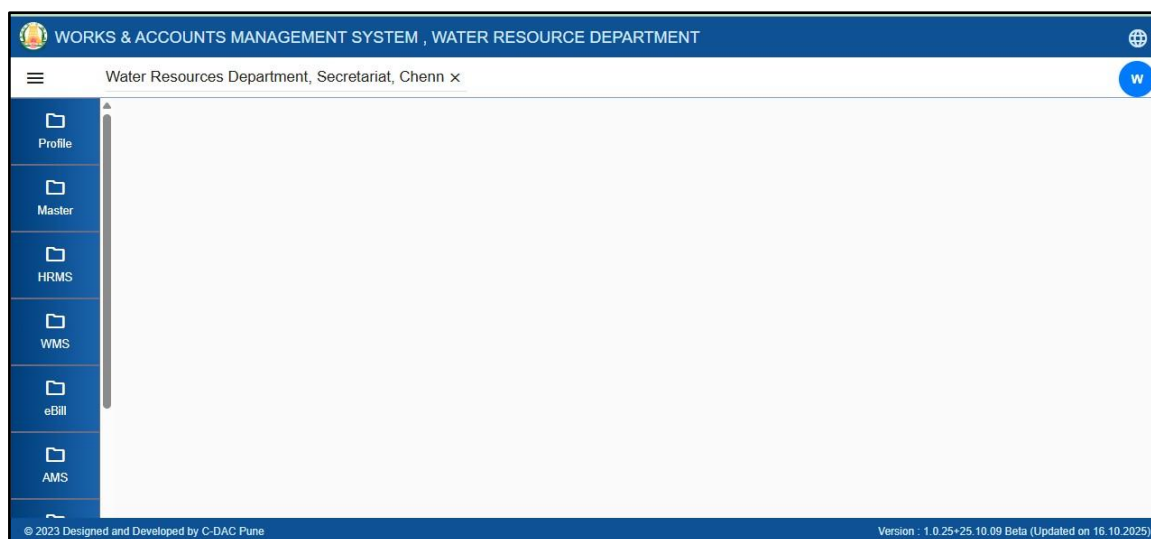 WORKS & ACCOUNTS MANAGEMENT SYSTEM , WATER RESOURCE DEPARTMENT
Water Resources Department, Secretariat, Chenn ×
W
Profile
Master
HRMS
WMS
eBill
AMS
© 2023 Designed and Developed by C-DAC Pune
Version : 1.0.25+25.10.09 Beta (Updated on 16.10.2025)